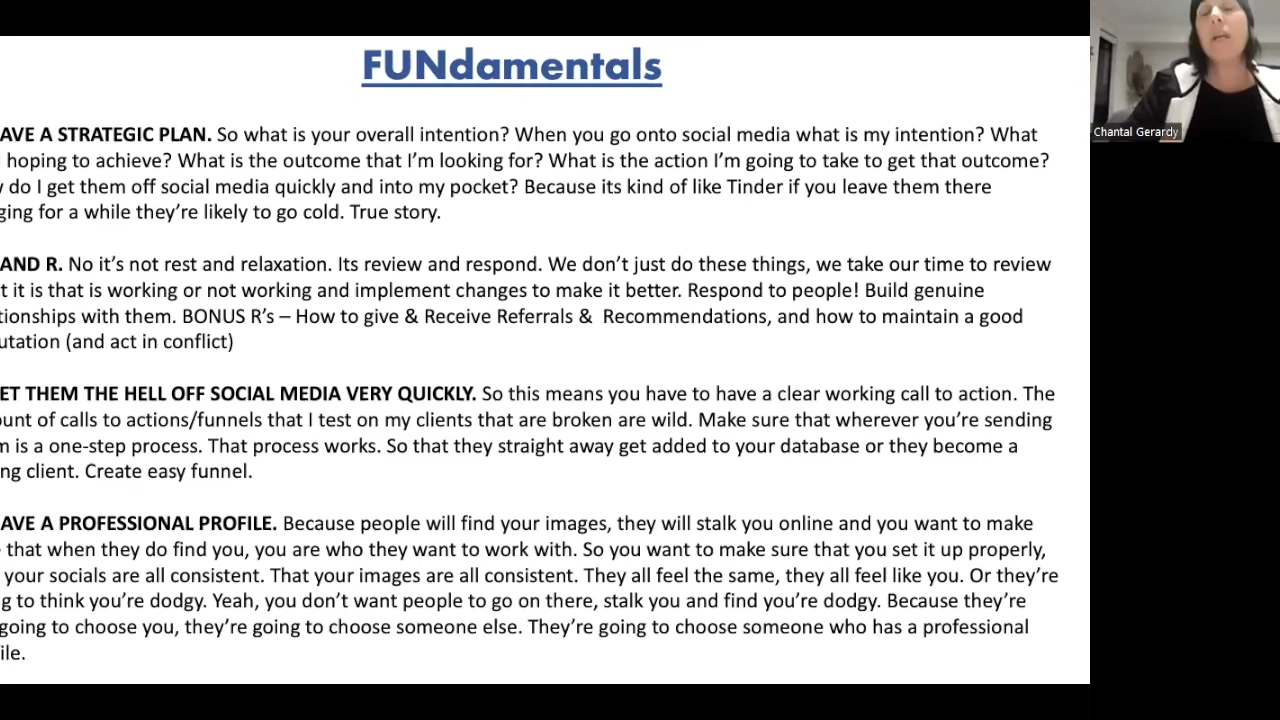 FUNdamentals
AVE A STRATEGIC PLAN. So what is your overall intention? When you go onto social media what is my intention? What
hoping to achieve? What is the outcome that I'm looking for? What is the action I'm going to take to get that outcome?
do I get them off social media quickly and into my pocket? Because its kind of like Tinder if you leave them there
ging for a while they're likely to go cold. True story.
AND R. No it's not rest and relaxation. Its review and respond. We don't just do these things, we take our time to review
t it is that is working or not working and implement changes to make it better. Respond to people! Build genuine
tionships with them. BONUS R's – How to give & Receive Referrals & Recommendations, and how to maintain a good
utation (and act in conflict)
ET THEM THE HELL OFF SOCIAL MEDIA VERY QUICKLY. So this means you have to have a clear working call to action. The
ount of calls to actions/funnels that I test on my clients that are broken are wild. Make sure that wherever you're sending
m is a one-step process. That process works. So that they straight away get added to your database or they become a
ng client. Create easy funnel.
AVE A PROFESSIONAL PROFILE. Because people will find your images, they will stalk you online and you want to make
that when they do find you, you are who they want to work with. So you want to make sure that you set it up properly,
your socials are all consistent. That your images are all consistent. They all feel the same, they all feel like you. Or they're
g to think you're dodgy. Yeah, you don't want people to go on there, stalk you and find you're dodgy. Because they're
going to choose you, they're going to choose someone else. They're going to choose someone who has a professional
ile.
Chantal Gerardy